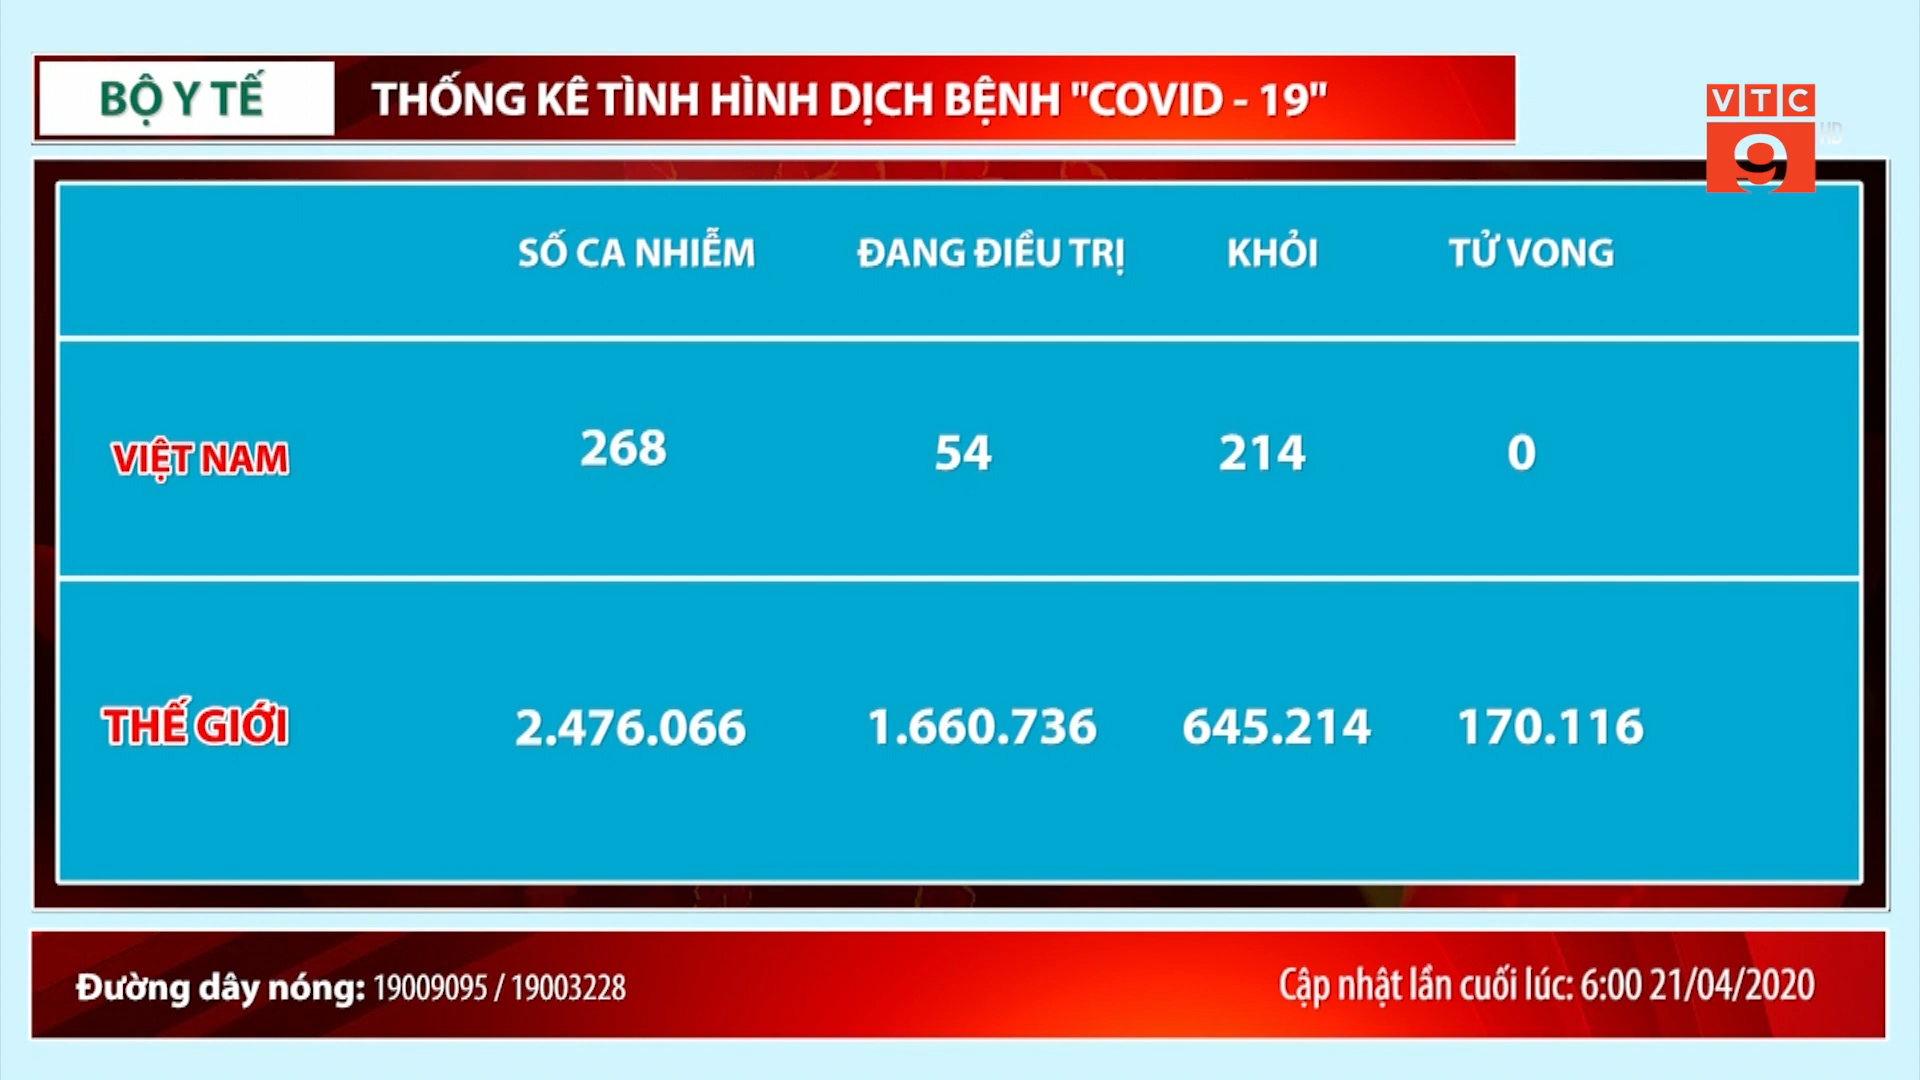 BỘ Y TẾ
THỐNG KÊ TÌNH HÌNH DỊCH BỆNH "COVID - 19"
VTC
9
HD
SỐ CA NHIỄM ĐANG ĐIỀU TRỊ KHỎI TỬ VONG
VIỆT NAM 268 54 214 0
THẾ GIỚI 2.476.066 1.660.736 645.214 170.116
Đường dây nóng: 19009095 / 19003228
Cập nhật lần cuối lúc: 6:00 21/04/2020